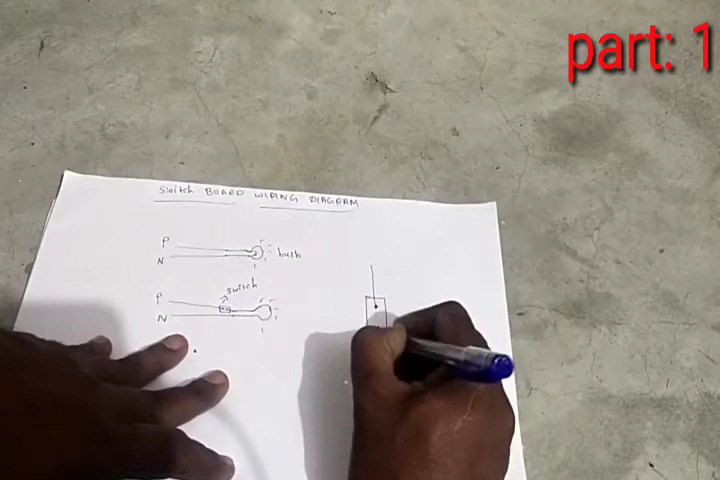 part: 1
Switch BOARD WIRING DIAGRAM
P
N
bulb
switch
P
N